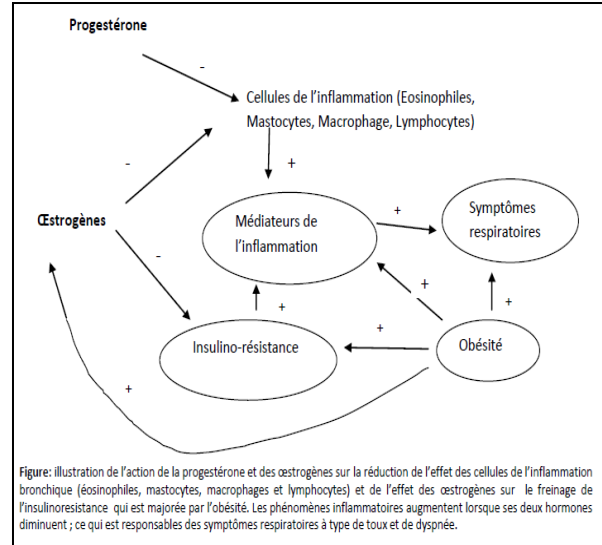 Progestérone
-
Cellules de l'inflammation (Eosinophiles,
Mastocytes, Macrophage, Lymphocytes)
-
+
Œstrogènes
Médiateurs de
l'inflammation
+
Symptômes
respiratoires
-
+
+
+
Insulino-résistance
+
Obésité
+
Figure: illustration de l'action de la progestérone et des œstrogènes sur la réduction de l'effet des cellules de l'inflammation
bronchique (éosinophiles, mastocytes, macrophages et lymphocytes) et de l'effet des œstrogènes sur le freinage de
l'insulinoresistance qui est majorée par l'obésité. Les phénomènes inflammatoires augmentent lorsque ses deux hormones
diminuent ; ce qui est responsables des symptômes respiratoires à type de toux et de dyspnée.